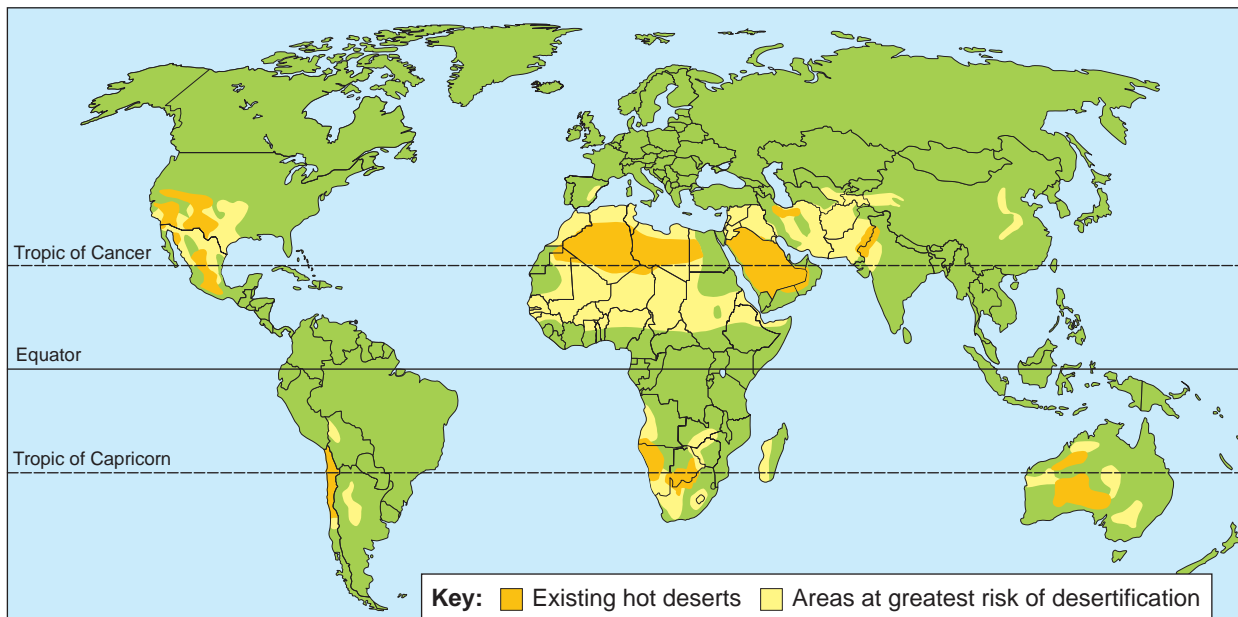 Tropic of Cancer
Equator
Tropic of Capricorn
Key: Existing hot deserts Areas at greatest risk of desertification